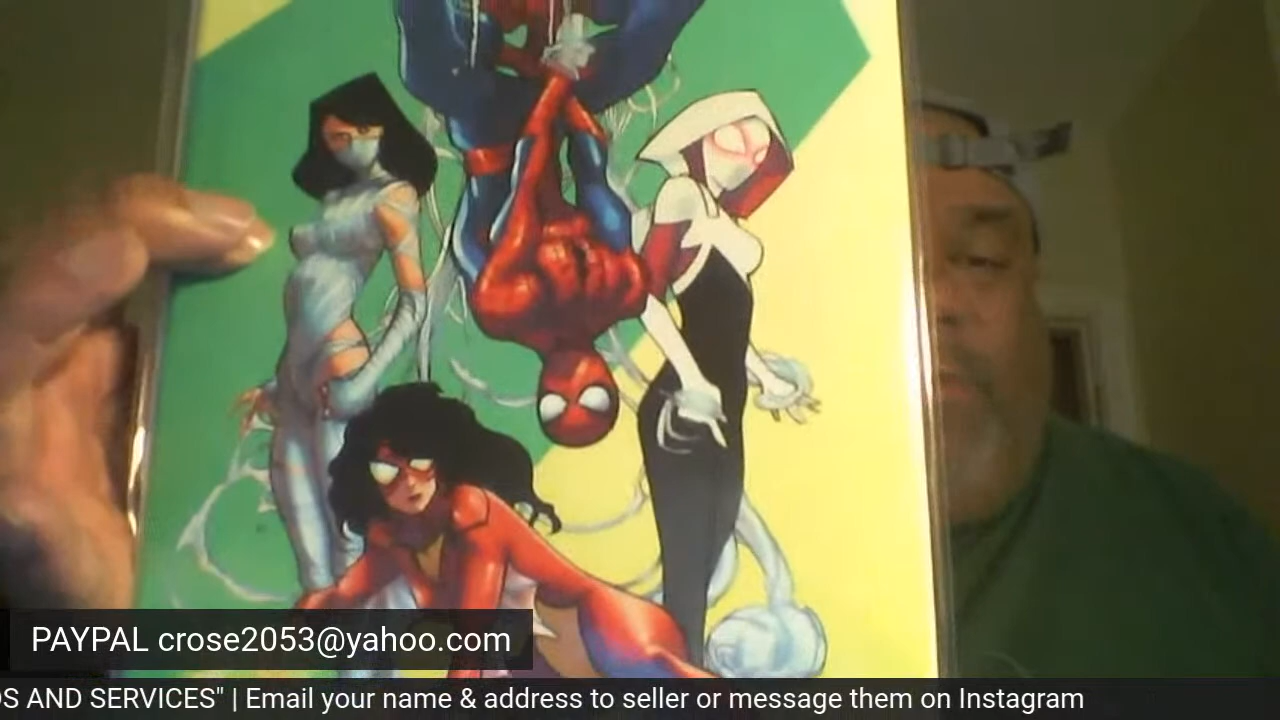 PAYPAL crose2053@yahoo.com
AND SERVICES" | Email your name & address to seller or message them on Instagram